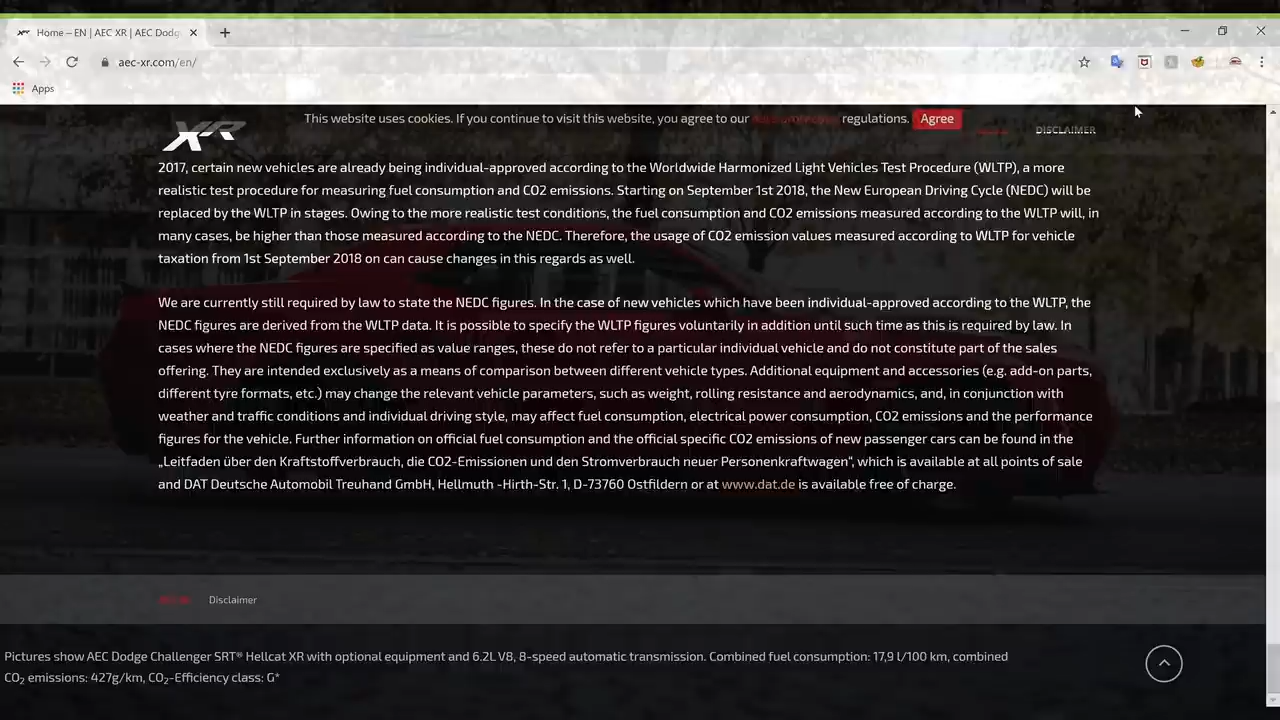 Home – EN | AEC XR | AEC Dodg
aec-xr.com/en/
Apps
XR
This website uses cookies. If you continue to visit this website, you agree to our regulations. Agree
DISCLAIMER
2017, certain new vehicles are already being individual-approved according to the Worldwide Harmonized Light Vehicles Test Procedure (WLTP), a more
realistic test procedure for measuring fuel consumption and CO2 emissions. Starting on September 1st 2018, the New European Driving Cycle (NEDC) will be
replaced by the WLTP in stages. Owing to the more realistic test conditions, the fuel consumption and CO2 emissions measured according to the WLTP will, in
many cases, be higher than those measured according to the NEDC. Therefore, the usage of CO2 emission values measured according to WLTP for vehicle
taxation from 1st September 2018 on can cause changes in this regards as well.
We are currently still required by law to state the NEDC figures. In the case of new vehicles which have been individual-approved according to the WLTP, the
NEDC figures are derived from the WLTP data. It is possible to specify the WLTP figures voluntarily in addition until such time as this is required by law. In
cases where the NEDC figures are specified as value ranges, these do not refer to a particular individual vehicle and do not constitute part of the sales
offering. They are intended exclusively as a means of comparison between different vehicle types. Additional equipment and accessories (e.g. add-on parts,
different tyre formats, etc.) may change the relevant vehicle parameters, such as weight, rolling resistance and aerodynamics, and, in conjunction with
weather and traffic conditions and individual driving style, may affect fuel consumption, electrical power consumption, CO2 emissions and the performance
figures for the vehicle. Further information on official fuel consumption and the official specific CO2 emissions of new passenger cars can be found in the
„Leitfaden über den Kraftstoffverbrauch, die CO2-Emissionen und den Stromverbrauch neuer Personenkraftwagen“, which is available at all points of sale
and DAT Deutsche Automobil Treuhand GmbH, Hellmuth -Hirth-Str. 1, D-73760 Ostfildern or at www.dat.de is available free of charge.
Disclaimer
Pictures show AEC Dodge Challenger SRT® Hellcat XR with optional equipment and 6.2L V8, 8-speed automatic transmission. Combined fuel consumption: 17,9 l/100 km, combined
CO₂ emissions: 427g/km, CO₂-Efficiency class: G*